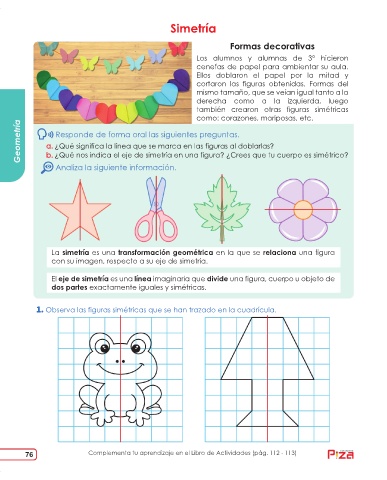 Simetría
Formas decorativas
Los alumnos y alumnas de 3° hicieron
cenefas de papel para ambientar su aula.
Ellos doblaron el papel por la mitad y
cortaron las figuras obtenidas. Formas del
mismo tamaño, que se veían igual tanto a la
derecha como a la izquierda, luego
también crearon otras figuras simétricas
como: corazones, mariposas, etc.
Geometría
Responde de forma oral las siguientes preguntas.
a. ¿Qué significa la línea que se marca en las figuras al doblarlas?
b. ¿Qué nos indica el eje de simetría en una figura? ¿Crees que tu cuerpo es simétrico?
Analiza la siguiente información.
La simetría es una transformación geométrica en la que se relaciona una figura
con su imagen, respecto a su eje de simetría.
El eje de simetría es una línea imaginaria que divide una figura, cuerpo u objeto de
dos partes exactamente iguales y simétricas.
1. Observa las figuras simétricas que se han trazado en la cuadrícula.
76
Complementa tu aprendizaje en el Libro de Actividades (pág. 112 - 113)